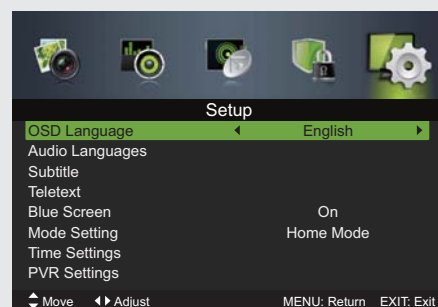 Setup
OSD Language English
Audio Languages
Subtitle
Teletext
Blue Screen On
Mode Setting Home Mode
Time Settings
PVR Settings
Move Adjust MENU: Return EXIT: Exit